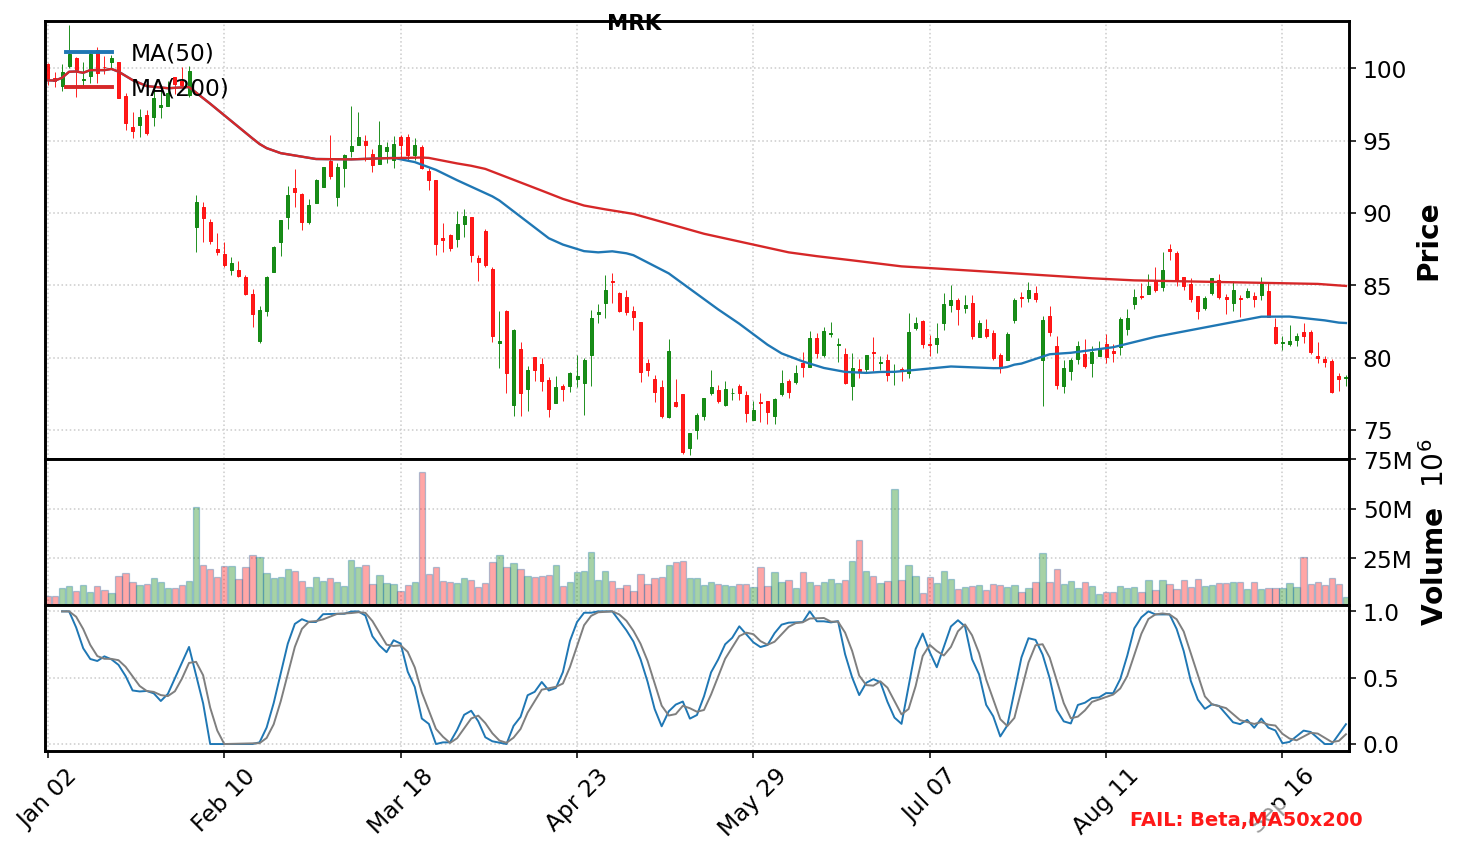 MRK
MA(50)
MA(200)
100
95
90
85
80
75
Price
75M
50M
25M
Volume 10^6
1.0
0.5
0.0
Jan 02
Feb 10
Mar 18
Apr 23
May 29
Jul 07
Aug 11
Sep 16
FAIL: Beta,MA50x200